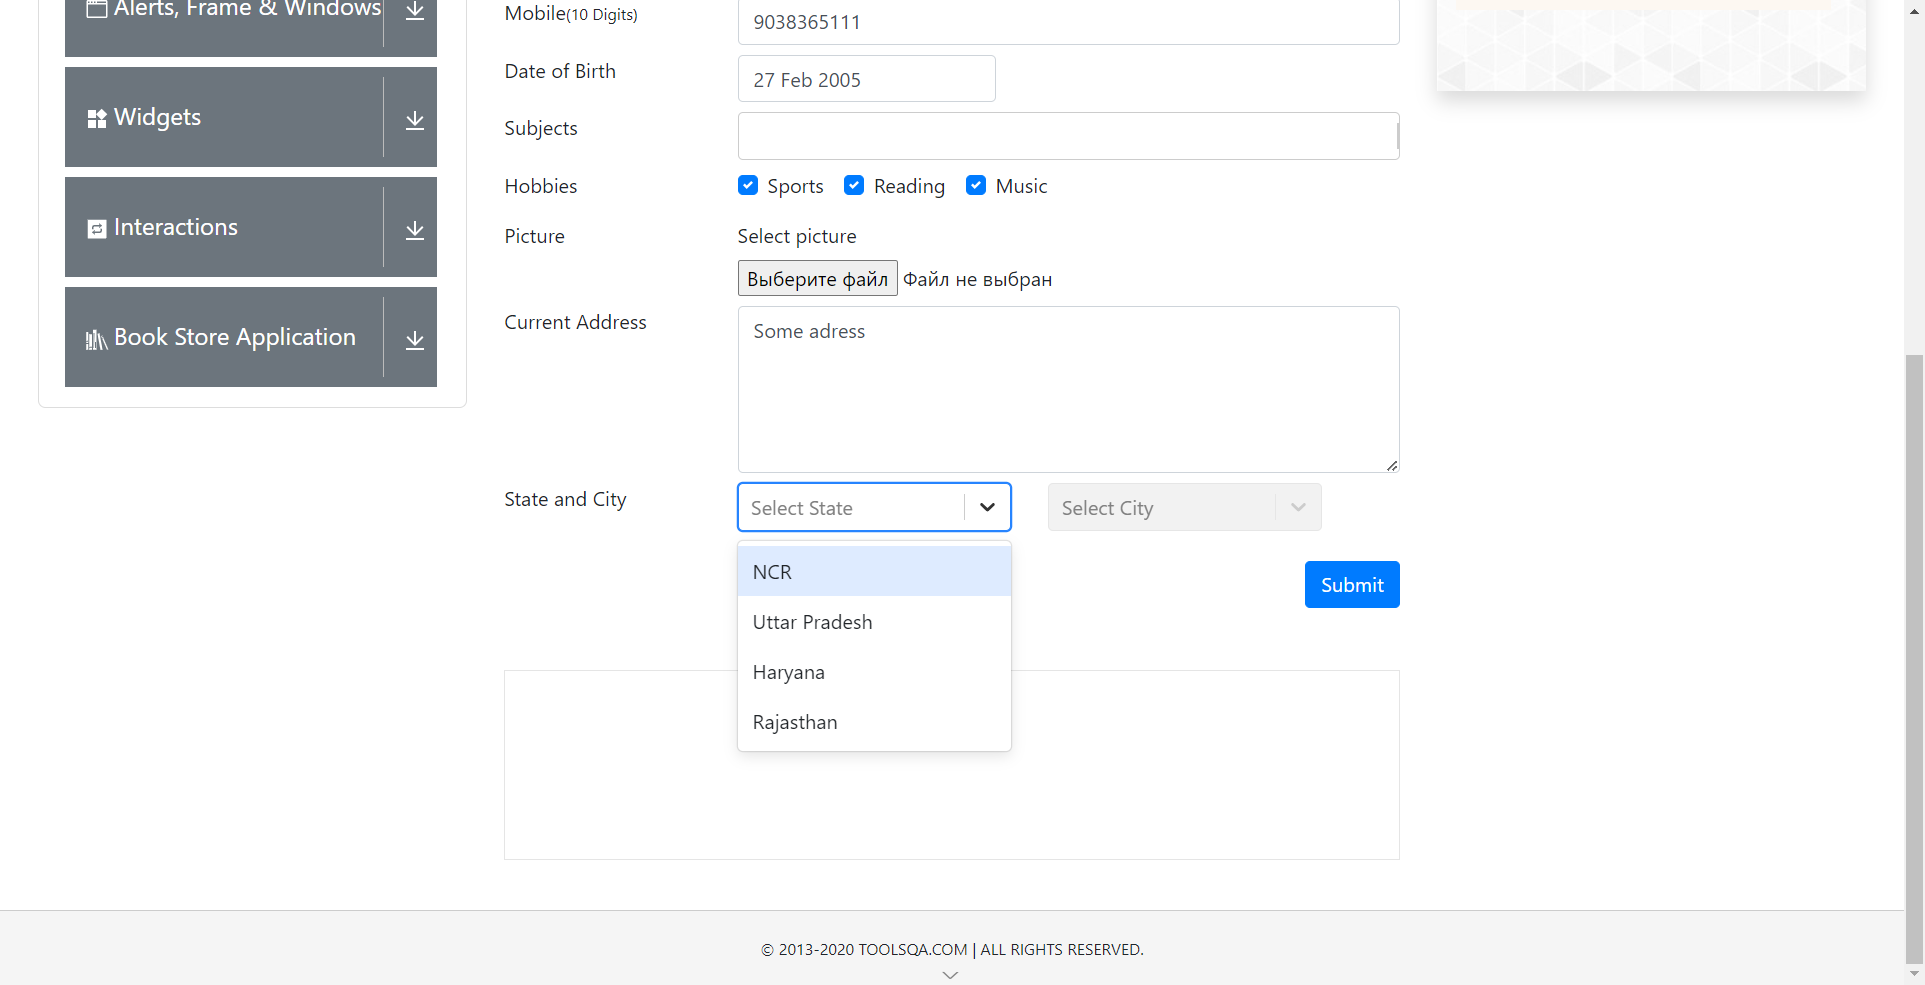 Alerts, Frame & Windows
Widgets
Interactions
Book Store Application
Mobile(10 Digits)
9038365111
Date of Birth
27 Feb 2005
Subjects
Hobbies
Sports Reading Music
Picture
Select picture
Выберите файл Файл не выбран
Current Address
Some adress
State and City
Select State
Select City
NCR
Uttar Pradesh
Haryana
Rajasthan
Submit
© 2013-2020 TOOLSQA.COM | ALL RIGHTS RESERVED.